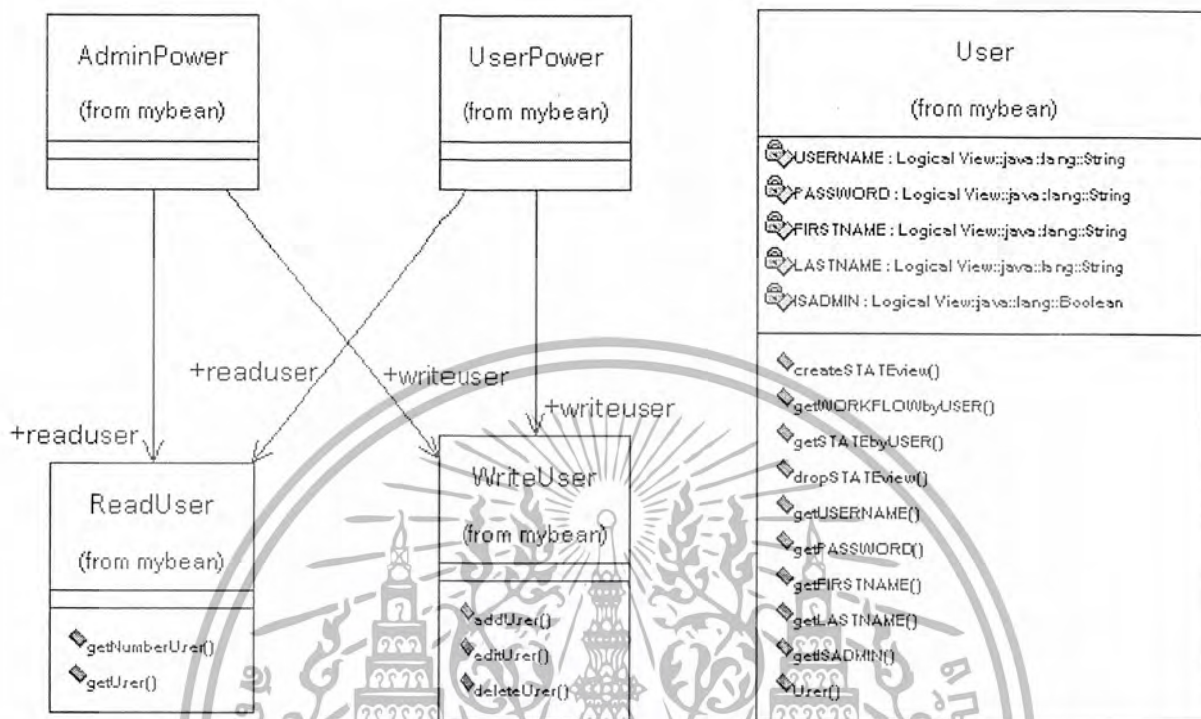 AdminPower
(from mybean)
UserPower
(from mybean)
User
(from mybean)
USERNAME : Logical View::java::lang::String
PASSWORD : Logical View::java::lang::String
FIRSTNAME : Logical View::java::lang::String
LASTNAME : Logical View::java::lang::String
ISADMIN : Logical View::java::lang::Boolean
createSTATEview()
getWORKFLOWbyUSER()
getSTATEbyUSER()
dropSTATEview()
getUSERNAME()
getPASSWORD()
getFIRSTNAME()
getLASTNAME()
getISADMIN()
User()
+readuser
+writeuser
+writeuser
+readuser
ReadUser
(from mybean)
getNumberUser()
getUser()
WriteUser
(from mybean)
addUser()
editUser()
deleteUser()